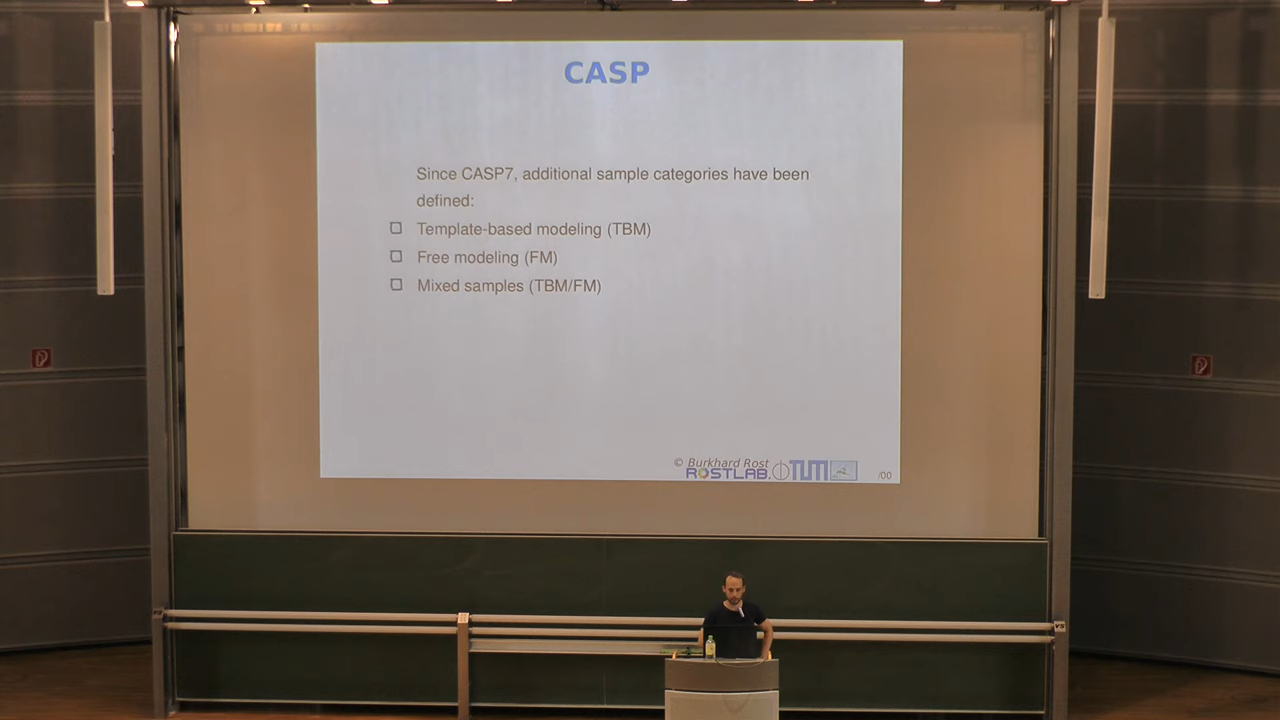 CASP
Since CASP7, additional sample categories have been
defined:
Template-based modeling (TBM)
Free modeling (FM)
Mixed samples (TBM/FM)
© Burkhard Rost
ROSTLAB. TUM
/00